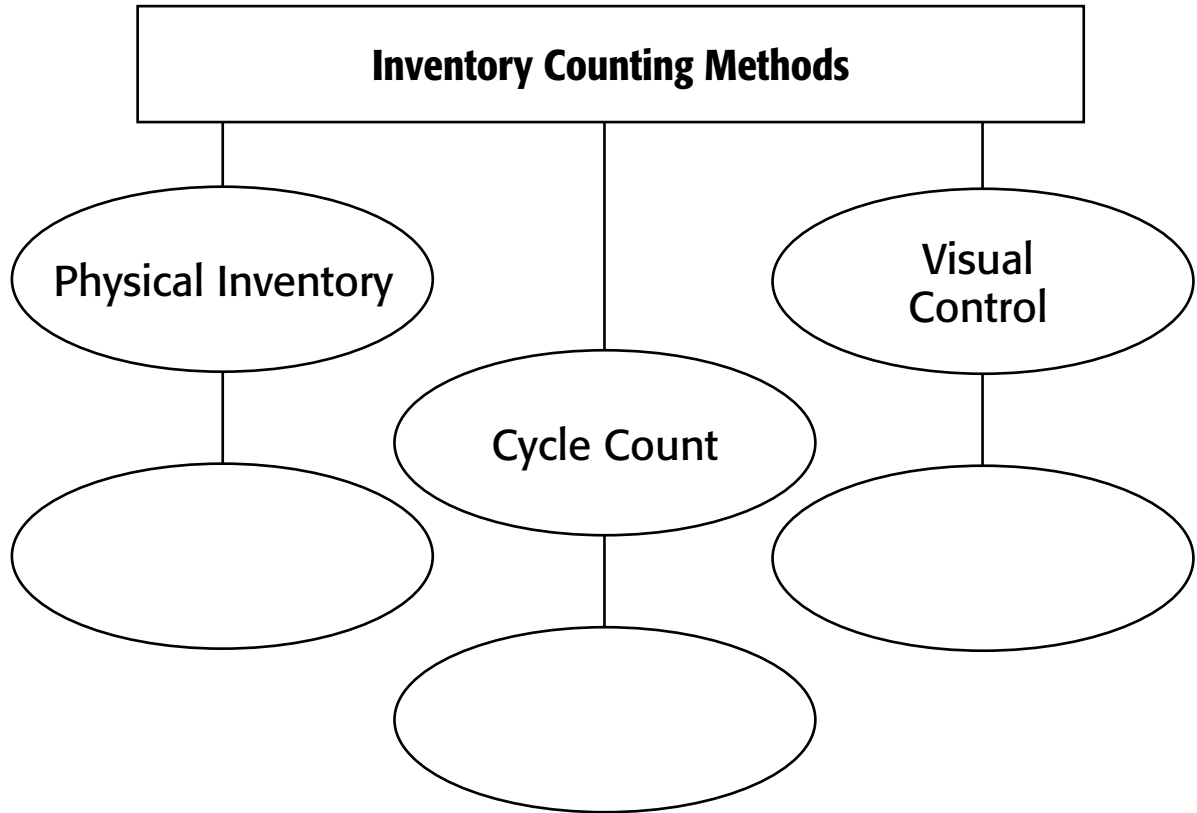 Inventory Counting Methods
Physical Inventory
Visual
Control
Cycle Count